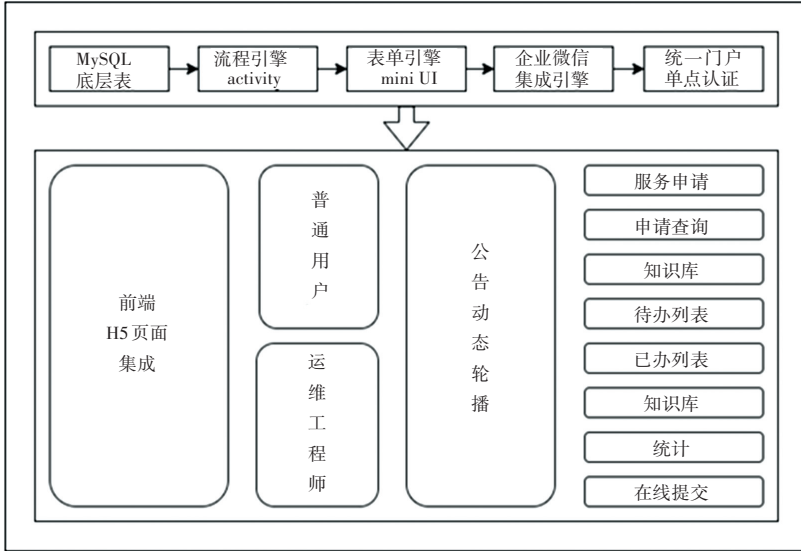 MySQL
底层表
流程引擎
activity
表单引擎
mini UI
企业微信
集成引擎
统一门户
单点认证
前端
H5页面
集成
普
通
用
户
运
维
工
程
师
公
告
动
态
轮
播
服务申请
申请查询
知识库
待办列表
已办列表
知识库
统计
在线提交